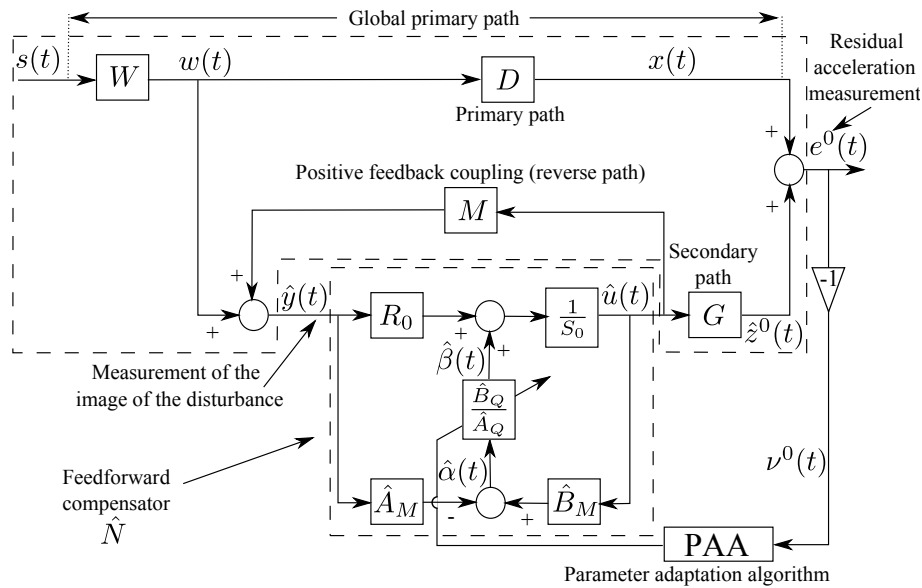 Global primary path
s(t)
W
w(t)
D
x(t)
Primary path
Residual
acceleration
measurement
+
e⁰(t)
+
Positive feedback coupling (reverse path)
M
Secondary
path
-1
+
ŷ(t)
R₀
1/S₀
û(t)
G
ẑ⁰(t)
+
+
+
β̂(t)
Measurement of the
image of the disturbance
B̂_Q/Â_Q
α̂(t)
ν⁰(t)
Feedforward
compensator
N̂
Â_M
-
+
B̂_M
PAA
Parameter adaptation algorithm